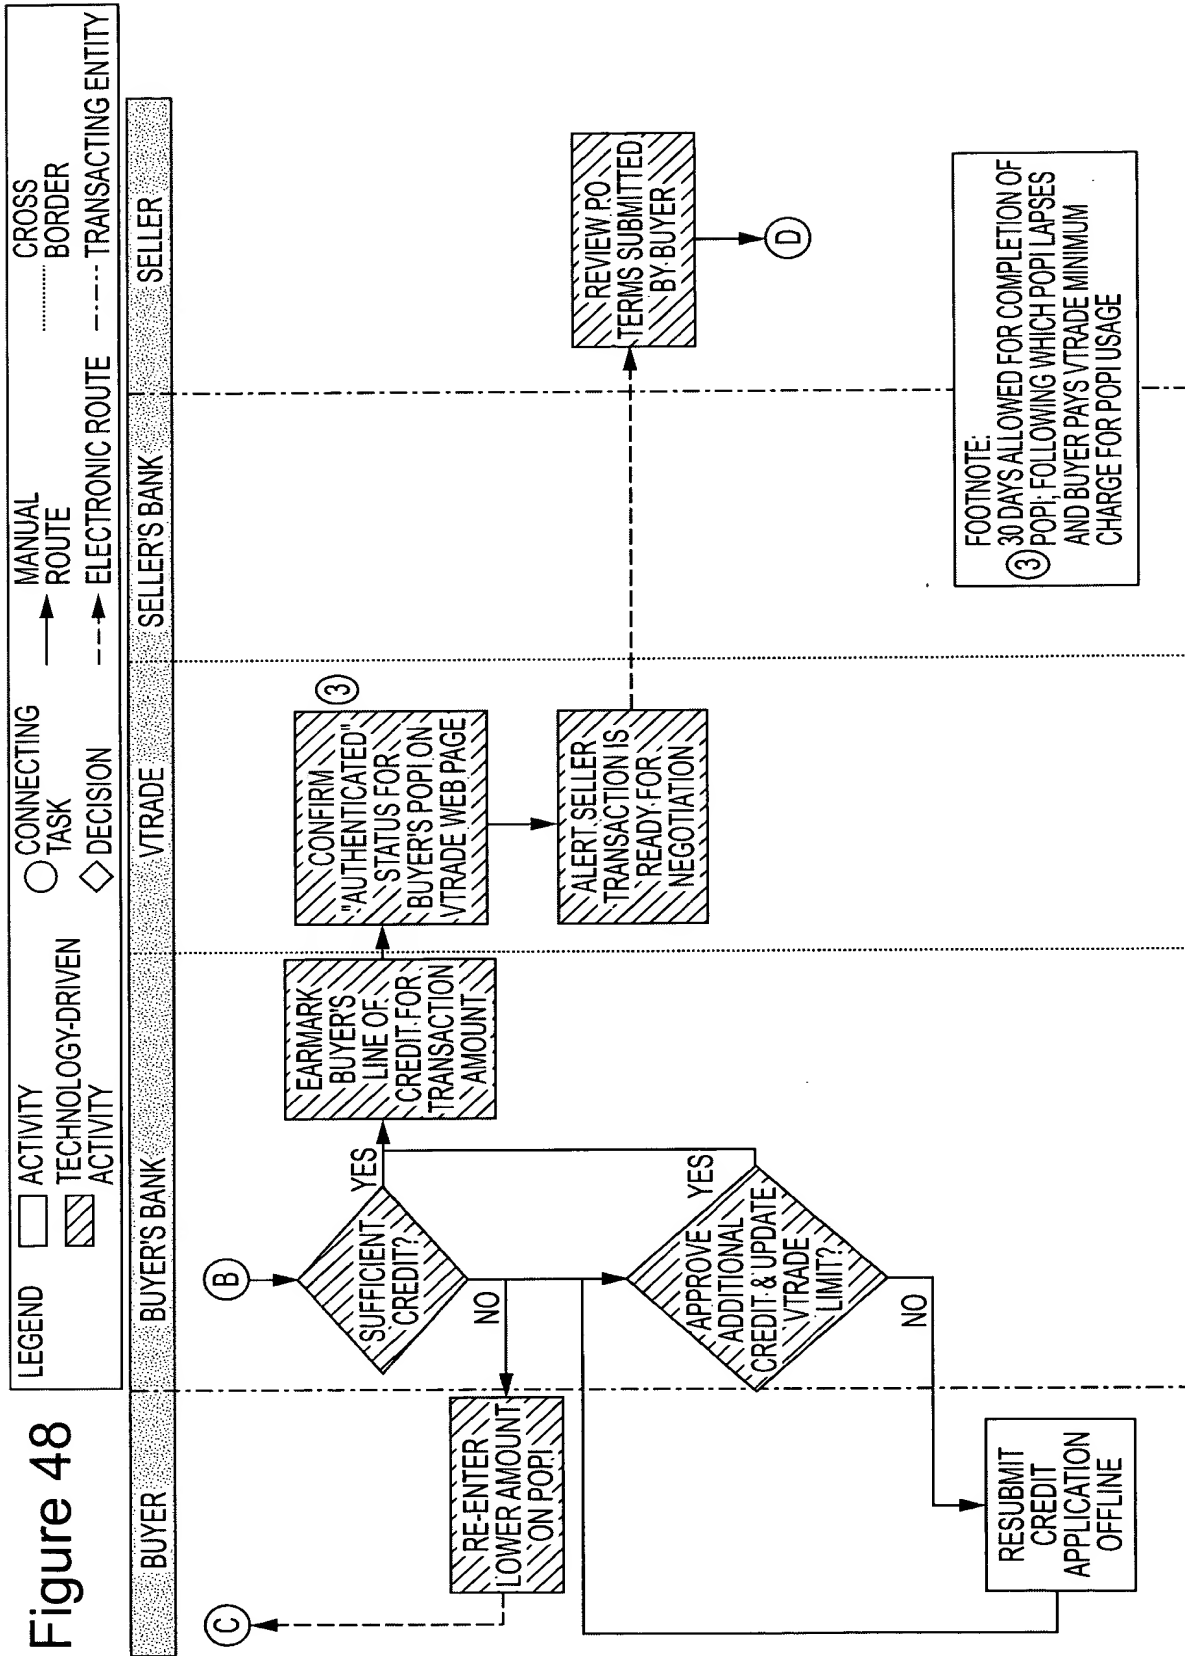 Figure 48
LEGEND
ACTIVITY
TECHNOLOGY-DRIVEN
ACTIVITY
CONNECTING
TASK
DECISION
MANUAL
ROUTE
ELECTRONIC ROUTE
CROSS
BORDER
TRANSACTING ENTITY
BUYER
BUYER'S BANK
VTRADE
SELLER'S BANK
SELLER
C
B
SUFFICIENT
CREDIT?
YES
NO
EARMARK
BUYER'S
LINE OF
CREDIT FOR
TRANSACTION
AMOUNT
CONFIRM
"AUTHENTICATED"
STATUS FOR
BUYER'S POPI ON
VTRADE WEB PAGE
3
RE-ENTER
LOWER AMOUNT
ON POPI
ALERT SELLER
TRANSACTION IS
READY FOR
NEGOTIATION
REVIEW P.O.
TERMS SUBMITTED
BY BUYER
D
APPROVE
ADDITIONAL
CREDIT & UPDATE
VTRADE
LIMIT?
YES
NO
RESUBMIT
CREDIT
APPLICATION
OFFLINE
FOOTNOTE:
30 DAYS ALLOWED FOR COMPLETION OF
3 POPI; FOLLOWING WHICH POPI LAPSES
AND BUYER PAYS VTRADE MINIMUM
CHARGE FOR POPI USAGE